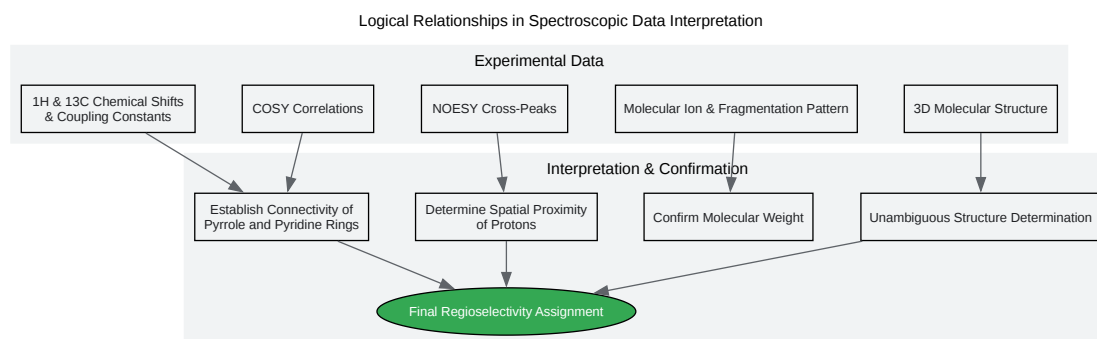 Logical Relationships in Spectroscopic Data Interpretation
Experimental Data
1H & 13C Chemical Shifts
& Coupling Constants
COSY Correlations
NOESY Cross-Peaks
Molecular Ion & Fragmentation Pattern
3D Molecular Structure
Interpretation & Confirmation
Establish Connectivity of
Pyrrole and Pyridine Rings
Determine Spatial Proximity
of Protons
Confirm Molecular Weight
Unambiguous Structure Determination
Final Regioselectivity Assignment